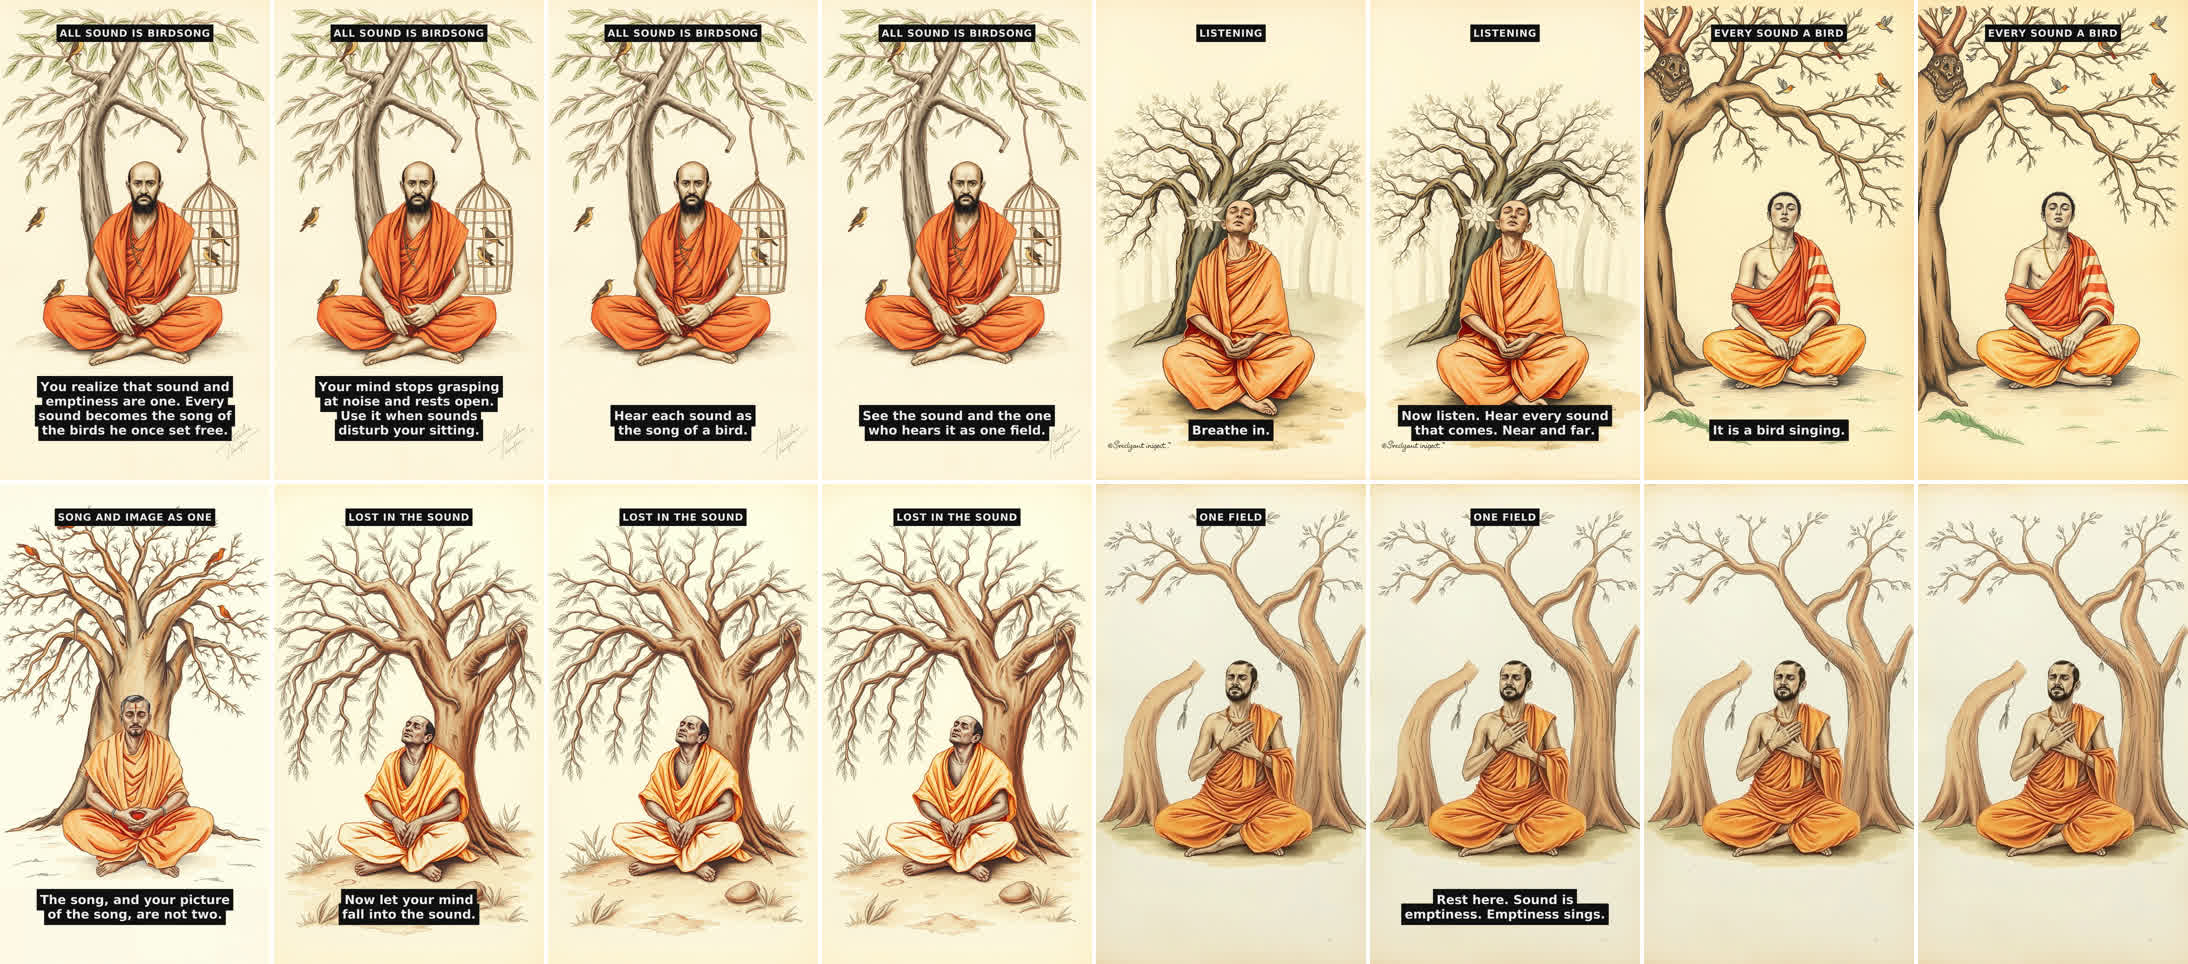 ALL SOUND IS BIRDSONG
You realize that sound and
emptiness are one. Every
sound becomes the song of
the birds he once set free.
ALL SOUND IS BIRDSONG
Your mind stops grasping
at noise and rests open.
Use it when sounds
disturb your sitting.
ALL SOUND IS BIRDSONG
Hear each sound as
the song of a bird.
ALL SOUND IS BIRDSONG
See the sound and the one
who hears it as one field.
LISTENING
Breathe in.
LISTENING
Now listen. Hear every sound
that comes. Near and far.
EVERY SOUND A BIRD
It is a bird singing.
EVERY SOUND A BIRD
SONG AND IMAGE AS ONE
The song, and your picture
of the song, are not two.
LOST IN THE SOUND
Now let your mind
fall into the sound.
LOST IN THE SOUND
LOST IN THE SOUND
ONE FIELD
ONE FIELD
Rest here. Sound is
emptiness. Emptiness sings.